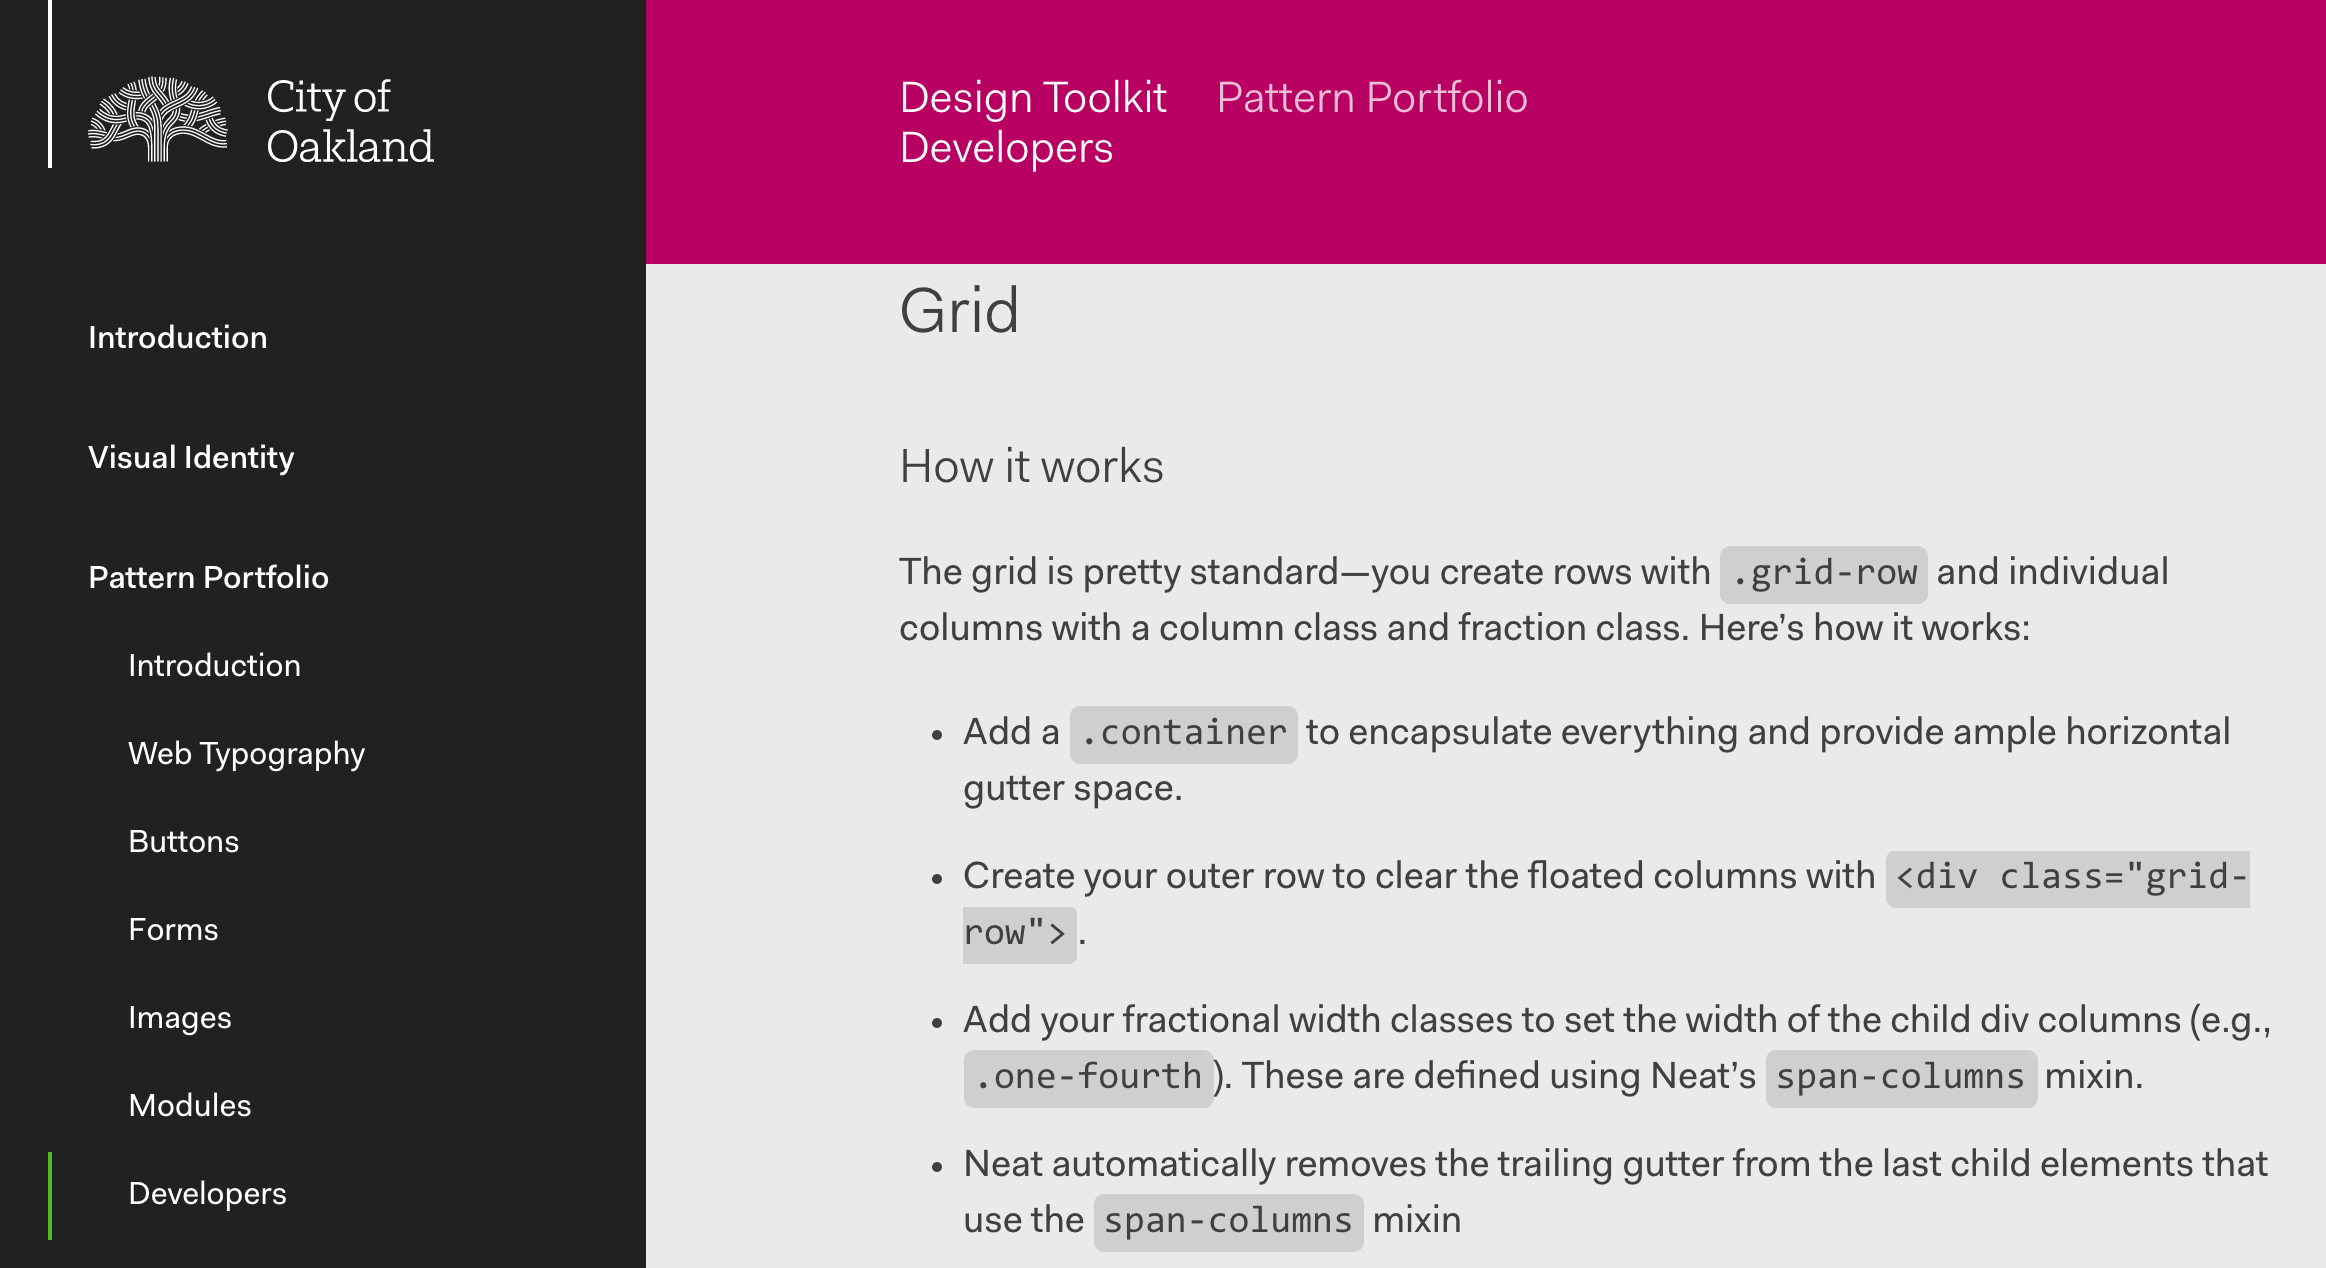 City of
Oakland
Introduction
Visual Identity
Pattern Portfolio
Introduction
Web Typography
Buttons
Forms
Images
Modules
Developers
Design Toolkit Pattern Portfolio
Developers
Grid
How it works
The grid is pretty standard—you create rows with .grid-row and individual
columns with a column class and fraction class. Here’s how it works:
• Add a .container to encapsulate everything and provide ample horizontal
gutter space.
• Create your outer row to clear the floated columns with <div class="grid-
row">.
• Add your fractional width classes to set the width of the child div columns (e.g.,
.one-fourth). These are defined using Neat’s span-columns mixin.
• Neat automatically removes the trailing gutter from the last child elements that
use the span-columns mixin